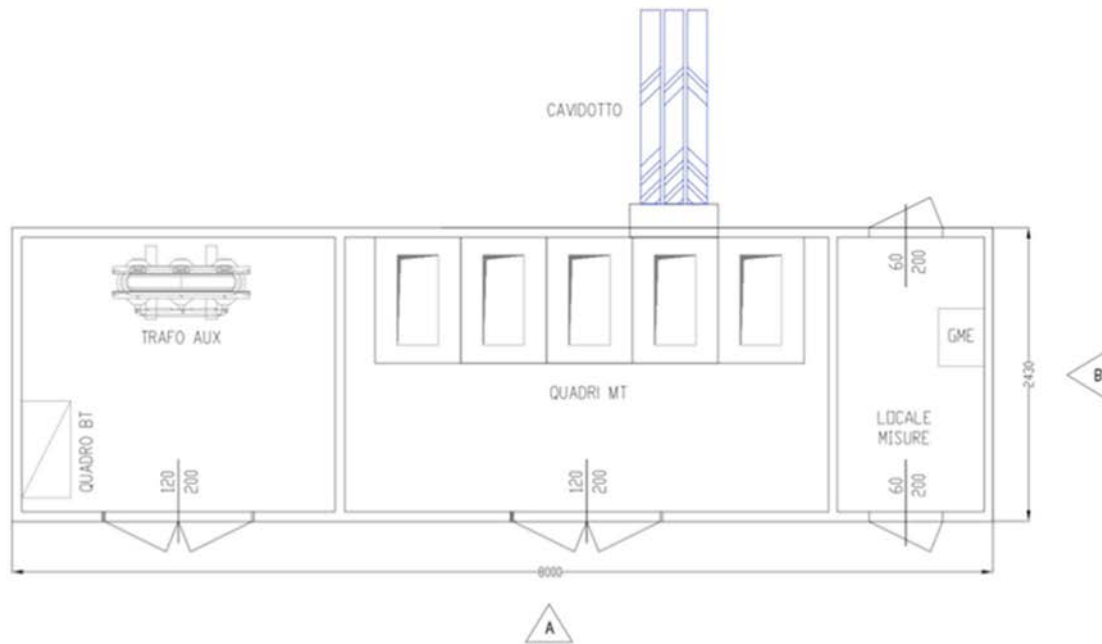 CAVIDOTTO
60
200
TRAFO AUX
GME
2430
B
QUADRI MT
LOCALE
MISURE
QUADRO BT
120
200
120
200
60
200
8000
A